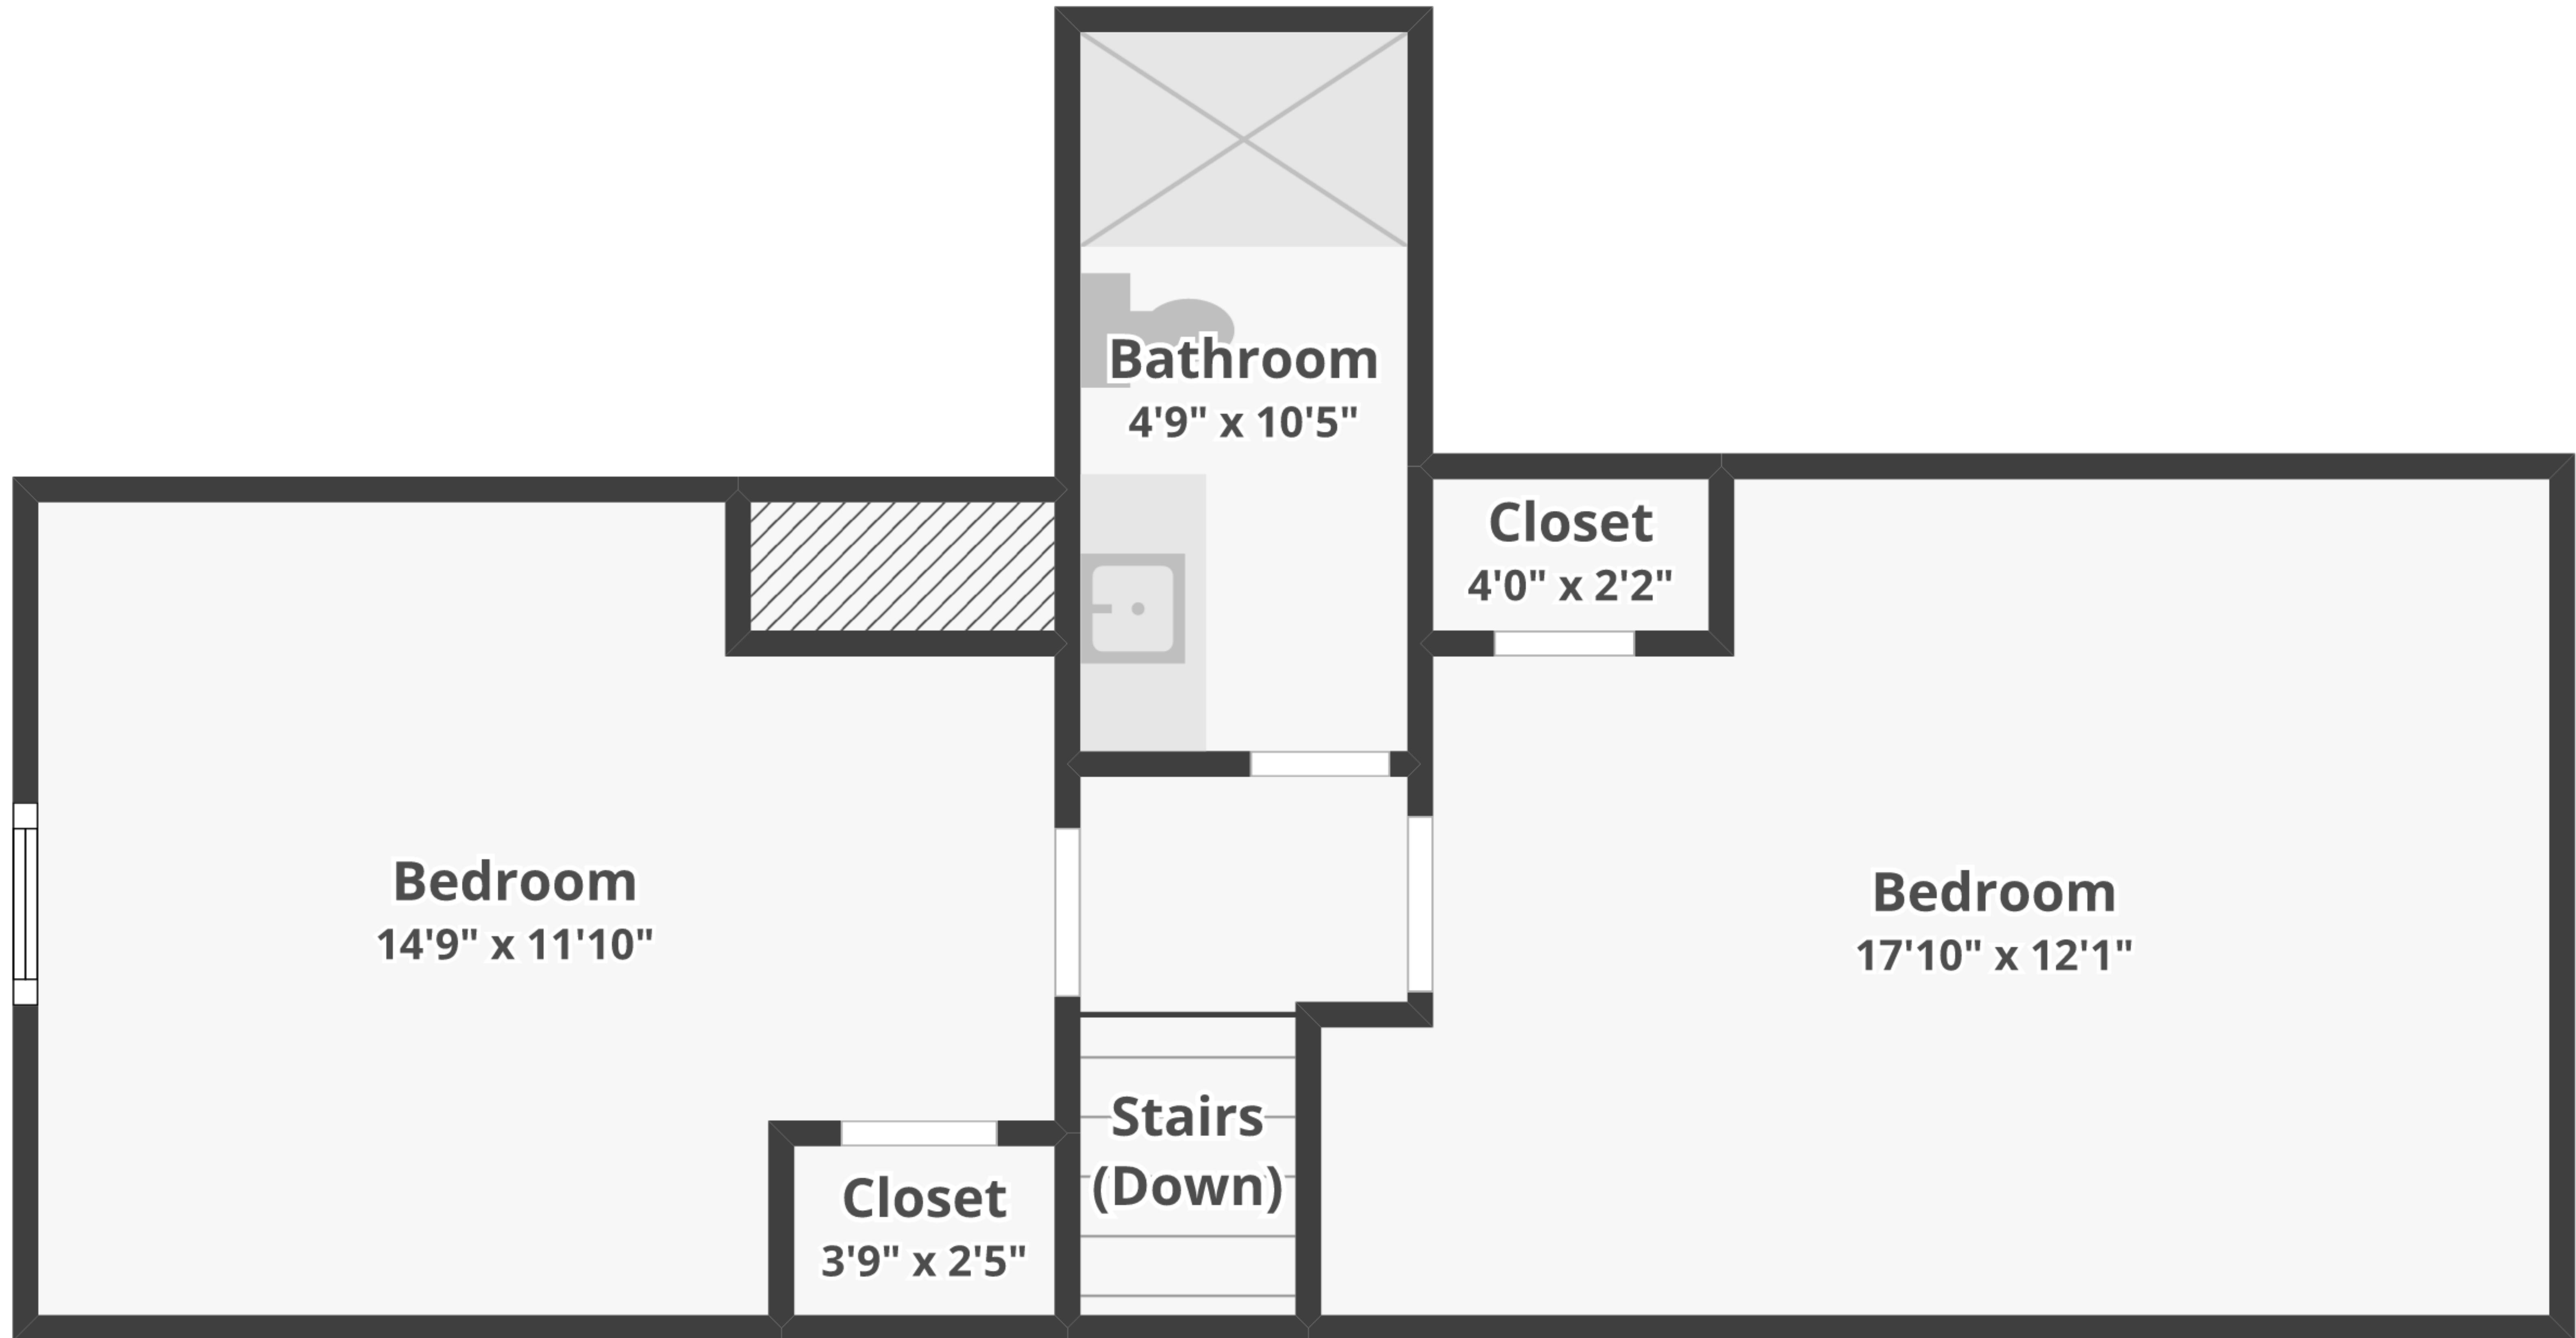 Bathroom
4'9" x 10'5"
Closet
4'0" x 2'2"
Bedroom
14'9" x 11'10"
Bedroom
17'10" x 12'1"
Stairs
(Down)
Closet
3'9" x 2'5"